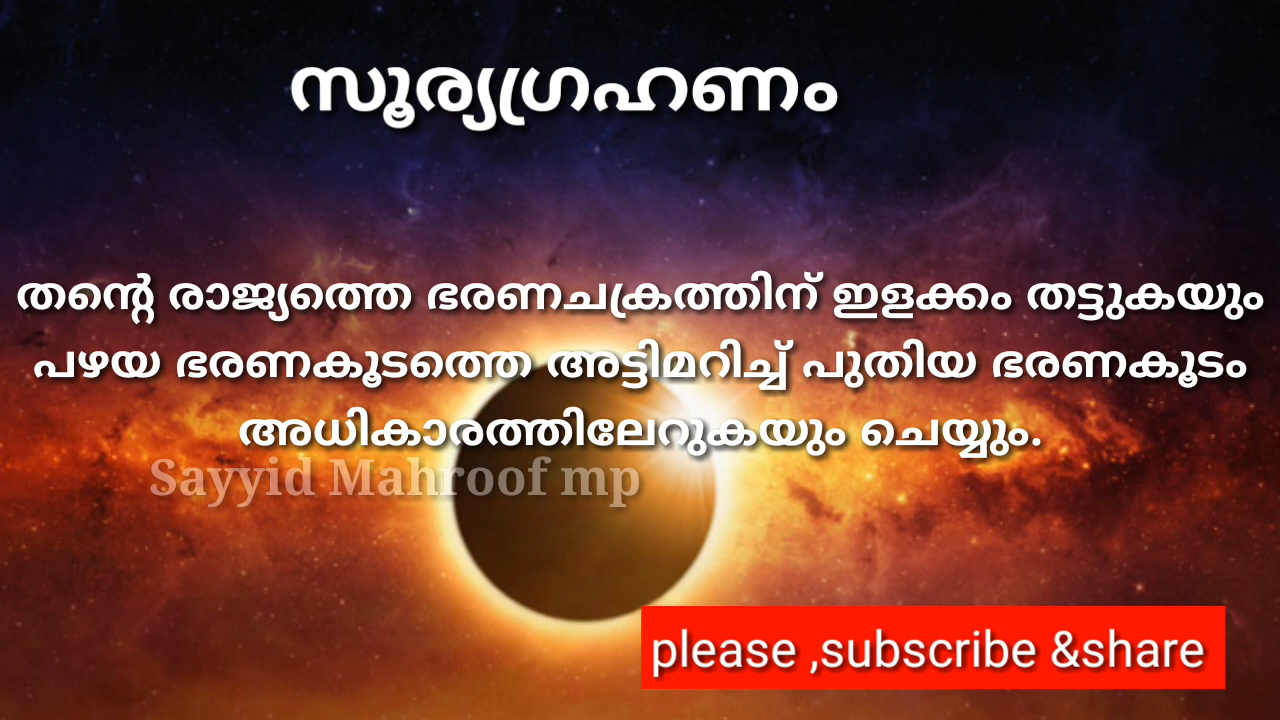 സൂര്യഗ്രഹണം
തന്റെ രാജ്യത്തെ ഭരണചക്രത്തിന് ഇളക്കം തട്ടുകയും
പഴയ ഭരണകൂടത്തെ അട്ടിമറിച്ച് പുതിയ ഭരണകൂടം
അധികാരത്തിലേറുകയും ചെയ്യും.
Sayyid Mahroof mp
please ,subscribe &share